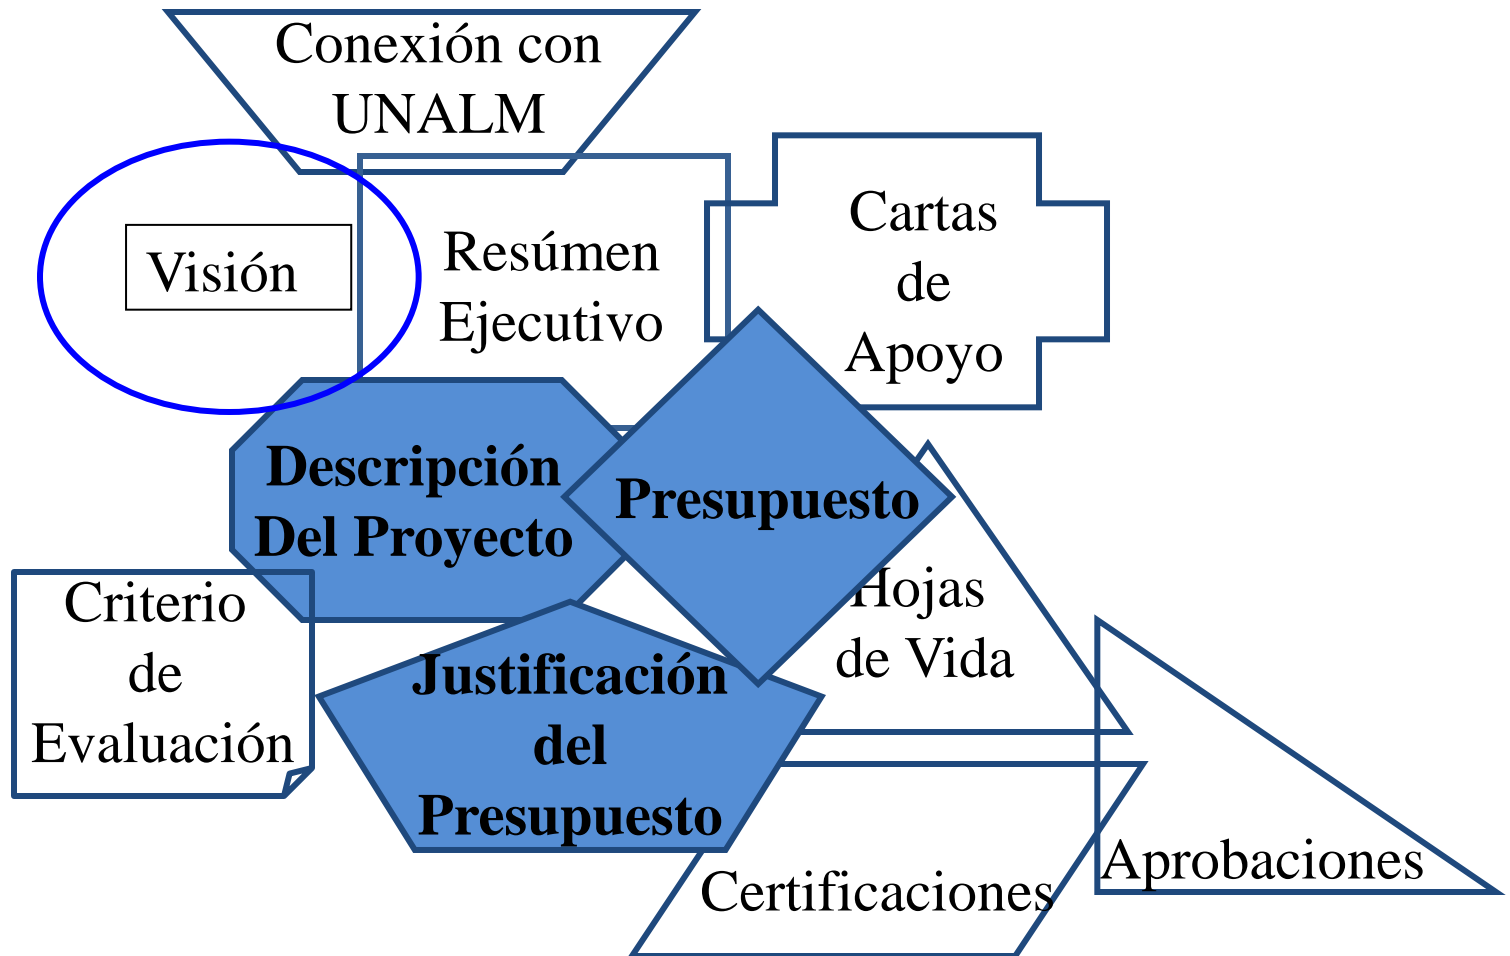 Conexión con
UNALM
Visión
Resúmen
Ejecutivo
Cartas
de
Apoyo
Descripción
Del Proyecto
Presupuesto
Hojas
de Vida
Criterio
de
Evaluación
Justificación
del
Presupuesto
Certificaciones
Aprobaciones